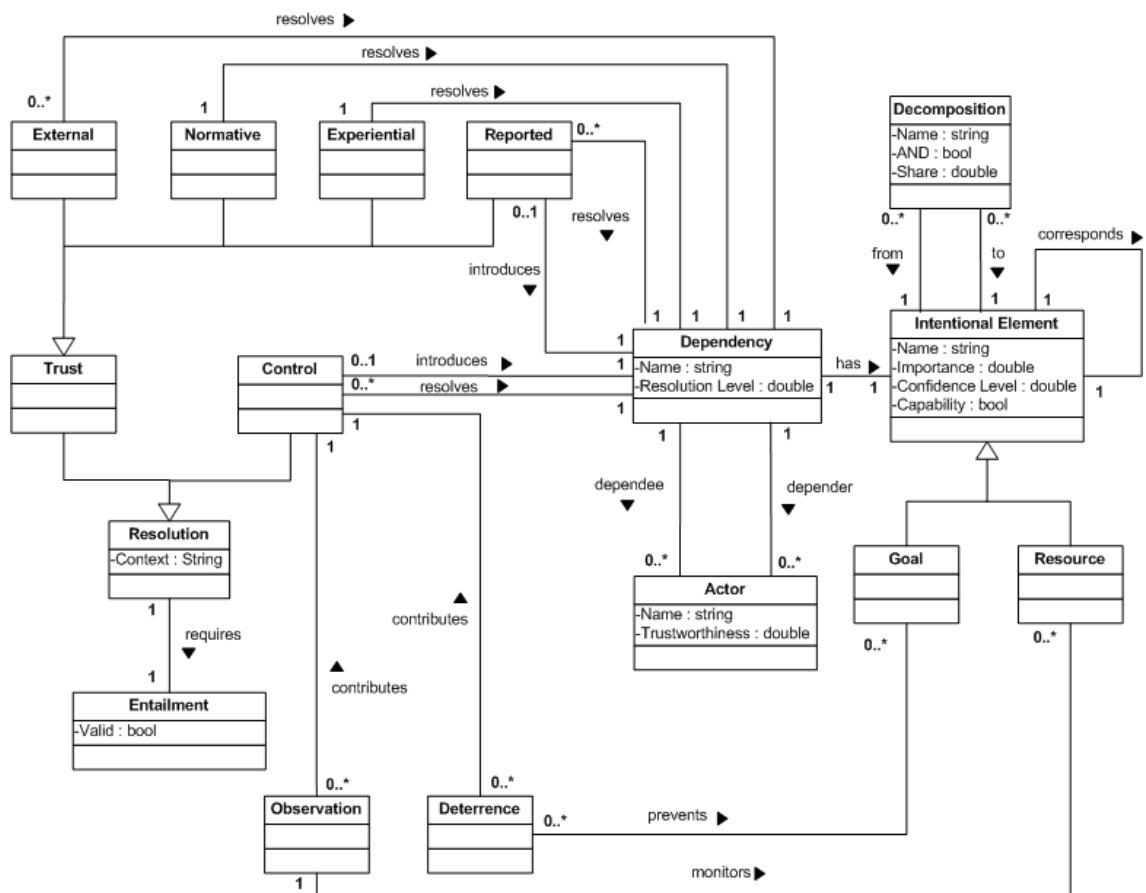 resolves
resolves
resolves
0..*
1
1
0..*
External
Normative
Experiential
Reported
Decomposition
-Name : string
-AND : bool
-Share : double
0..1
resolves
0..*
0..*
corresponds
from
to
introduces
1
1
1
1
1
1
1
1
Intentional Element
-Name : string
-Importance : double
-Confidence Level : double
-Capability : bool
1
Dependency
-Name : string
-Resolution Level : double
Trust
Control
0..1
introduces
1
has
0..*
resolves
1
1
1
1
1
1
1
1
dependee
depender
Resolution
-Context : String
0..*
0..*
Goal
Resource
Actor
-Name : string
-Trustworthiness : double
1
contributes
requires
0..*
0..*
1
contributes
Entailment
-Valid : bool
0..*
0..*
Observation
Deterrence
0..*
prevents
1
monitors